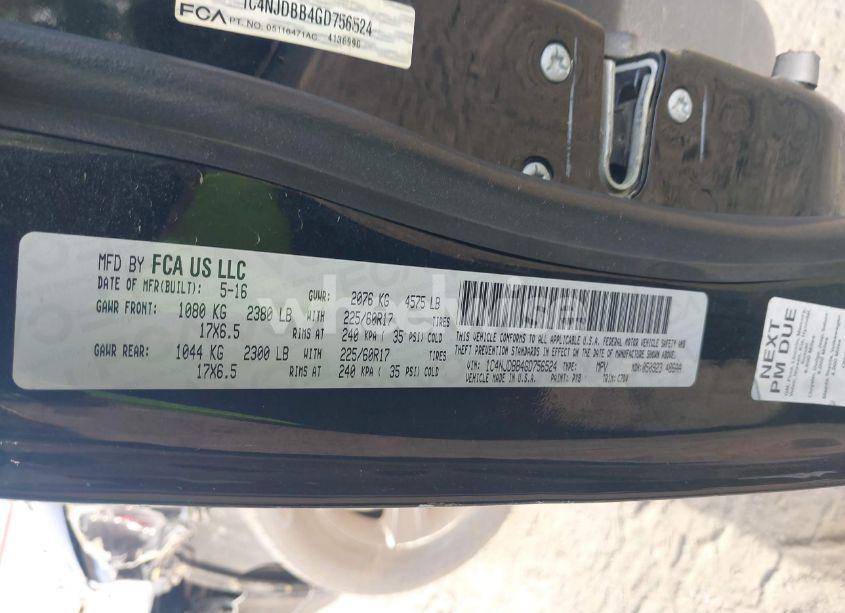 1C4NJDBB4GD756524
FCA PT. NO. 05116471AC 4136990
MFD BY FCA US LLC
DATE OF MFR(BUILT): 5-16 GVWR: 2076 KG 4575 LB
GAWR FRONT: 1080 KG 2380 LB WITH 225/60R17 TIRES
17X6.5 RIMS AT 240 KPA ( 35 PSI) COLD
GAWR REAR: 1044 KG 2300 LB WITH 225/60R17 TIRES
17X6.5 RIMS AT 240 KPA ( 35 PSI) COLD
THIS VEHICLE CONFORMS TO ALL APPLICABLE U.S.A. FEDERAL MOTOR VEHICLE SAFETY AND
THEFT PREVENTION STANDARDS IN EFFECT ON THE DATE OF MANUFACTURE SHOWN ABOVE.
VIN: 1C4NJDBB4GD756524 TYPE: MPV MDH:
VEHICLE MADE IN U.S.A. PAINT: TRIM:
NEXT
PM DUE